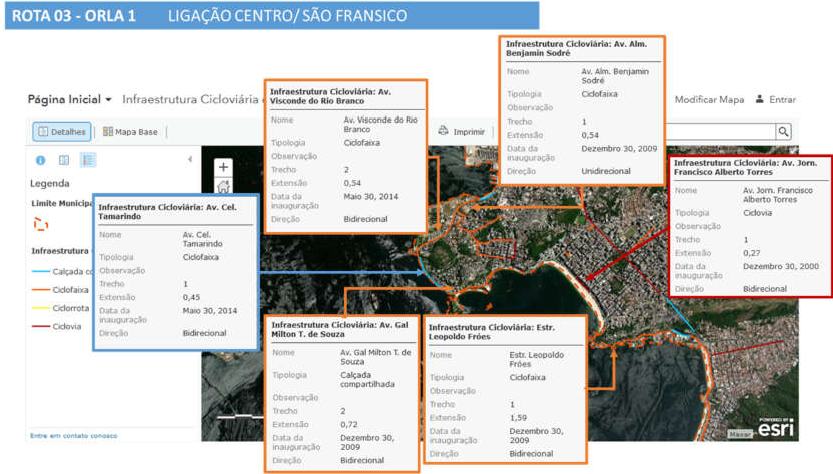 ROTA 03 - ORLA 1 LIGAÇÃO CENTRO/ SÃO FRANSICO
Página Inicial Infraestrutura Cicloviária
Modificar Mapa Entrar
Detalhes Mapa Base Imprimir
Legenda
Limite Municipa
Infraestrutura
Calçada co
Ciclofaixa
Ciclorrota
Ciclovia
Entre em contato conosco
Infraestrutura Cicloviária: Av. Cel.
Tamarindo
Nome Av. Cel.
Tamarindo
Tipologia Ciclofaixa
Observação
Trecho 1
Extensão 0,45
Data da Maio 30, 2014
inauguração
Direção Bidirecional
Infraestrutura Cicloviária: Av.
Visconde do Rio Branco
Nome Av. Visconde do Rio
Branco
Tipologia Ciclofaixa
Observação
Trecho 2
Extensão 0,54
Data da Maio 30, 2014
inauguração
Direção Bidirecional
Infraestrutura Cicloviária: Av. Alm.
Benjamin Sodré
Nome Av. Alm. Benjamin
Sodré
Tipologia Ciclofaixa
Observação
Trecho 1
Extensão 0,54
Data da Dezembro 30, 2009
inauguração
Direção Unidirecional
Infraestrutura Cicloviária: Av. Jorn.
Francisco Alberto Torres
Nome Av. Jorn. Francisco
Alberto Torres
Tipologia Ciclovia
Observação
Trecho 1
Extensão 0,27
Data da Dezembro 30, 2000
inauguração
Direção Bidirecional
Infraestrutura Cicloviária: Av. Gal
Milton T. de Souza
Nome Av. Gal Milton T. de
Souza
Tipologia Calçada
compartilhada
Observação
Trecho 2
Extensão 0,72
Data da Dezembro 30,
inauguração 2009
Direção Bidirecional
Infraestrutura Cicloviária: Estr.
Leopoldo Fróes
Nome Estr. Leopoldo
Fróes
Tipologia Ciclofaixa
Observação
Trecho 1
Extensão 1,59
Data da Dezembro 30,
inauguração 2009
Direção Bidirecional
Maxar
POWERED BY
esri